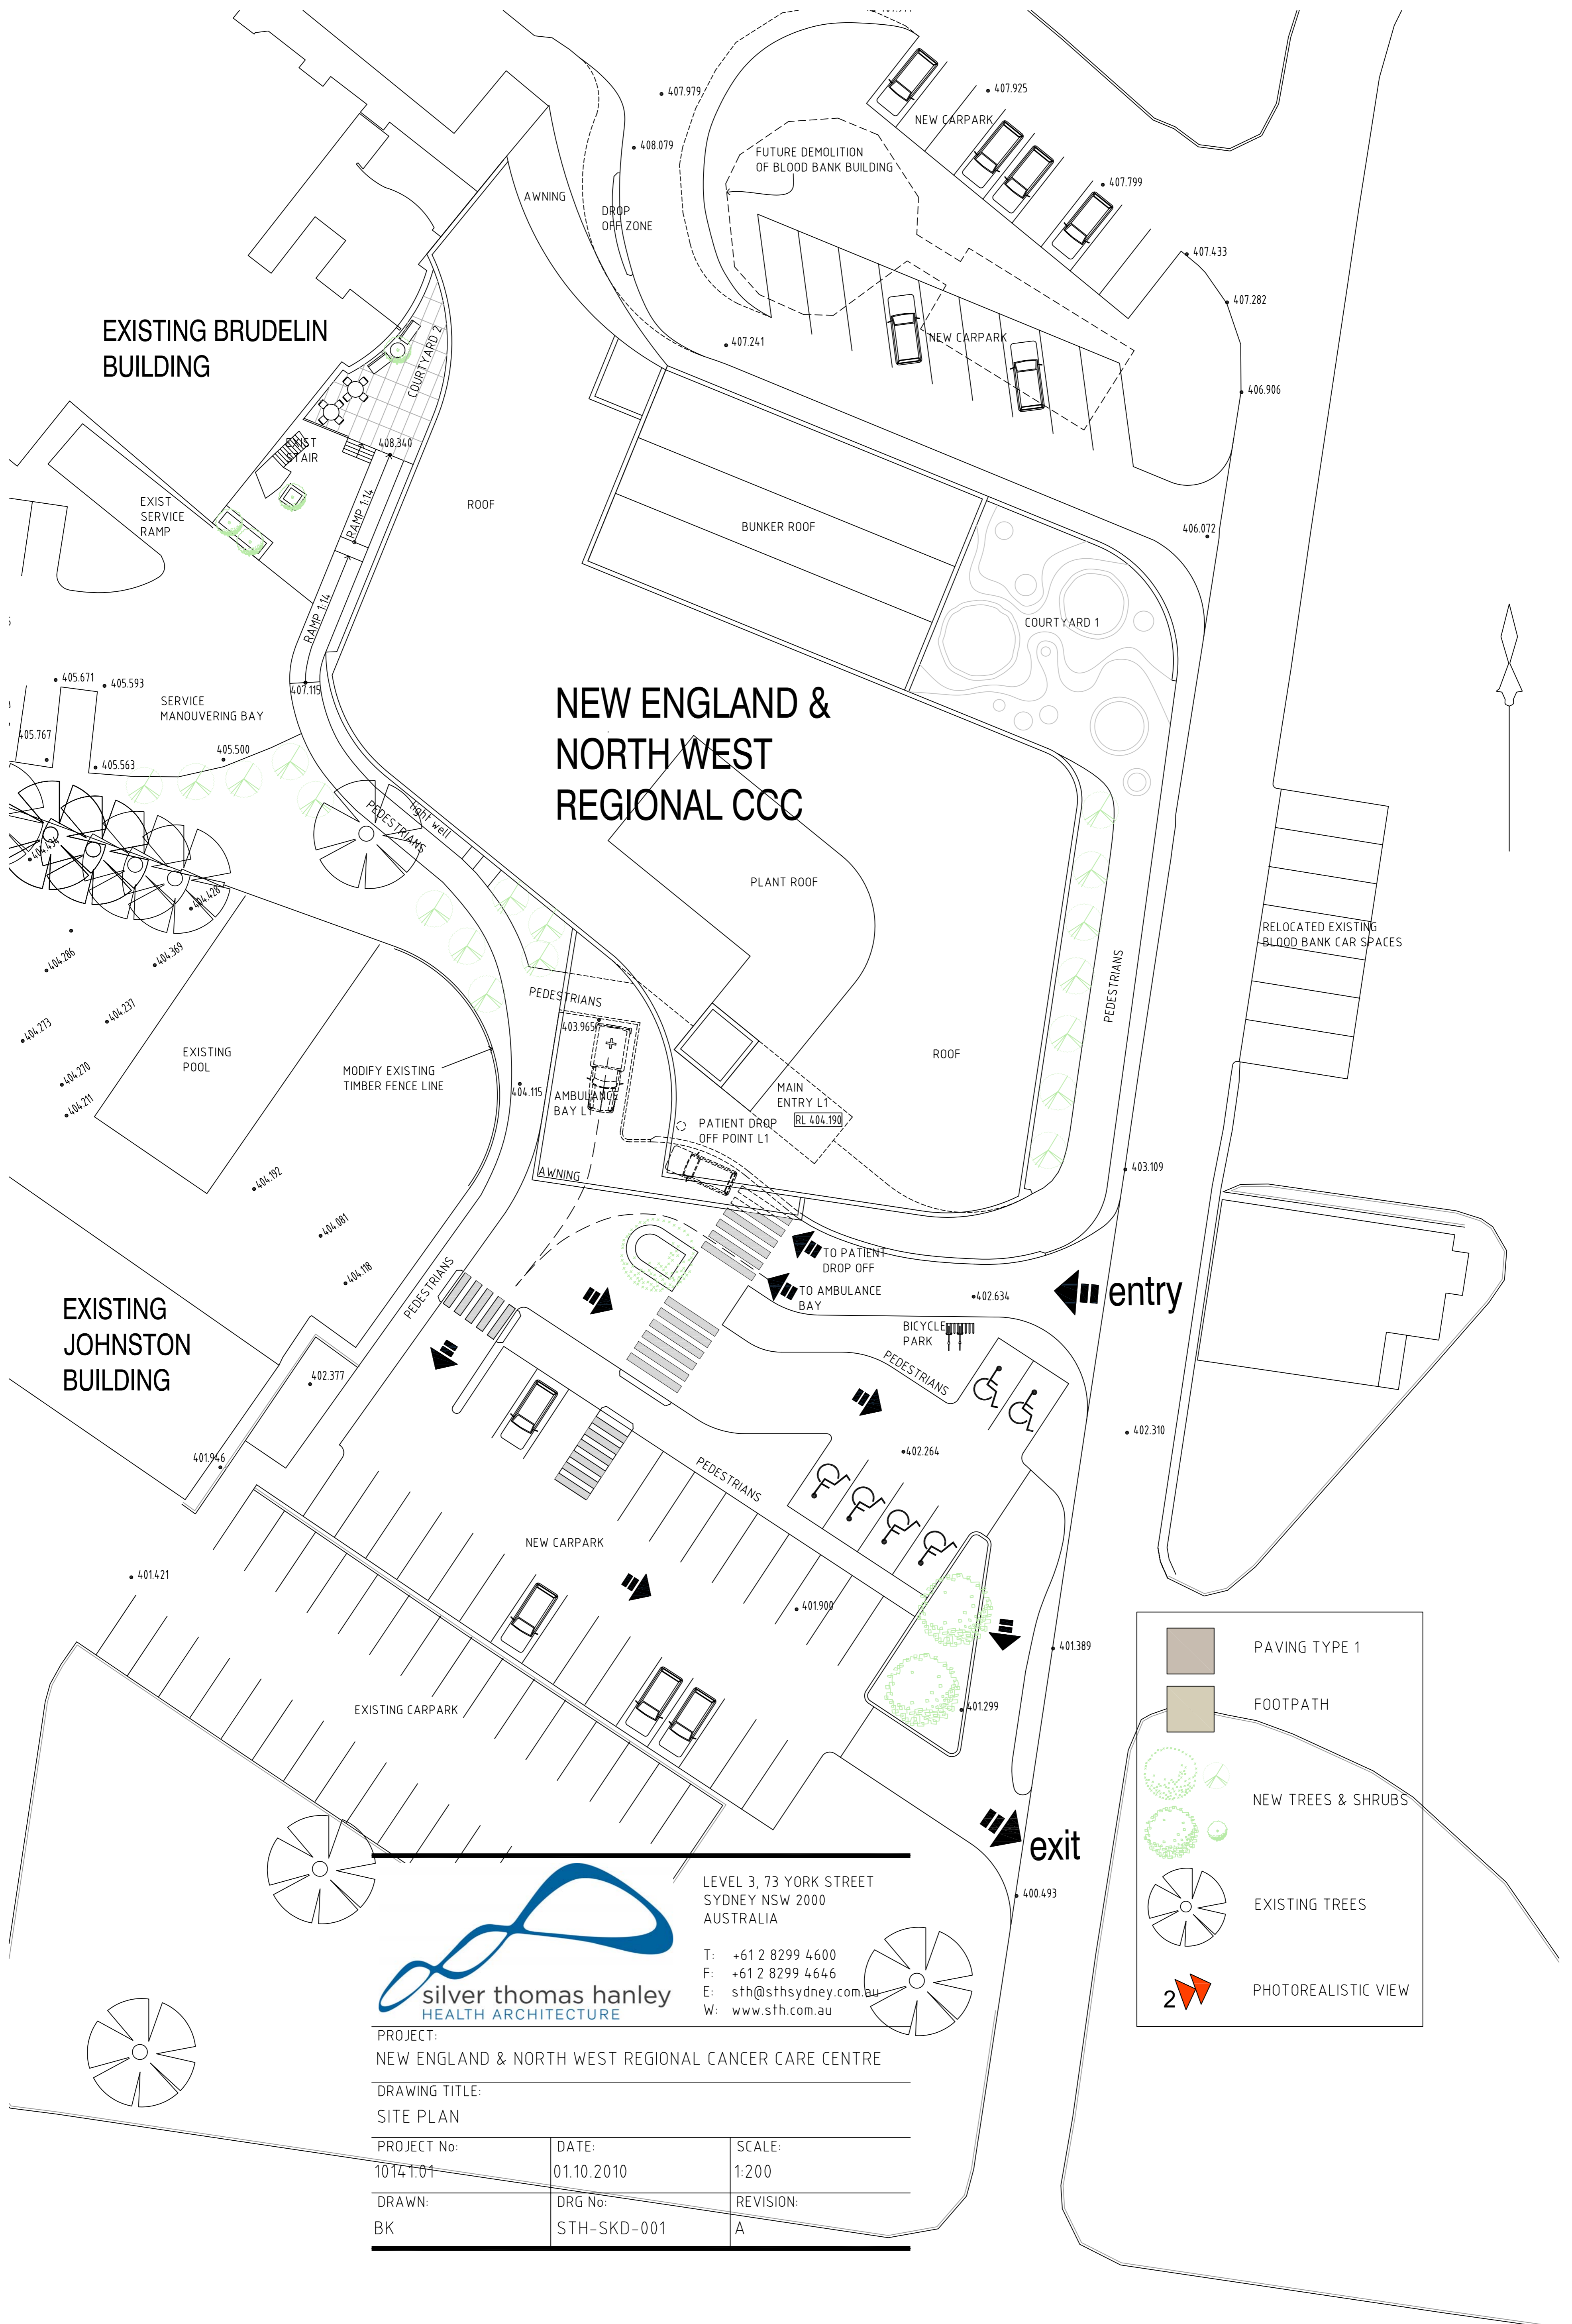 407.979
407.925
NEW CARPARK
408.079
FUTURE DEMOLITION
OF BLOOD BANK BUILDING
407.799
AWNING
DROP
OFF ZONE
407.433
407.282
EXISTING BRUDELIN
BUILDING
COURTYARD 2
407.241
NEW CARPARK
406.906
EXIST
STAIR
408.340
EXIST
SERVICE
RAMP
RAMP 1:14
ROOF
BUNKER ROOF
406.072
RAMP 1:14
COURTYARD 1
405.671
405.593
407.115
SERVICE
MANOUVERING BAY
NEW ENGLAND &
NORTH WEST
REGIONAL CCC
405.767
405.500
405.563
light well
PEDESTRIANS
404.428
PLANT ROOF
RELOCATED EXISTING
BLOOD BANK CAR SPACES
404.286
404.369
PEDESTRIANS
PEDESTRIANS
404.273
404.237
403.965
EXISTING
POOL
ROOF
404.270
MODIFY EXISTING
TIMBER FENCE LINE
404.115
AMBULANCE
BAY L1
MAIN
ENTRY L1
RL 404.190
404.211
PATIENT DROP
OFF POINT L1
404.192
AWNING
403.109
404.081
404.118
PEDESTRIANS
TO PATIENT
DROP OFF
TO AMBULANCE
BAY
402.634
entry
EXISTING
JOHNSTON
BUILDING
BICYCLE
PARK
PEDESTRIANS
402.377
402.310
401.946
402.264
PEDESTRIANS
NEW CARPARK
401.421
401.900
401.389
EXISTING CARPARK
401.299
PAVING TYPE 1
FOOTPATH
NEW TREES & SHRUBS
EXISTING TREES
2
PHOTOREALISTIC VIEW
exit
400.493
silver thomas hanley
HEALTH ARCHITECTURE
LEVEL 3, 73 YORK STREET
SYDNEY NSW 2000
AUSTRALIA
T: +61 2 8299 4600
F: +61 2 8299 4646
E: sth@sthsydney.com.au
W: www.sth.com.au
PROJECT:
NEW ENGLAND & NORTH WEST REGIONAL CANCER CARE CENTRE
DRAWING TITLE:
SITE PLAN
PROJECT No: DATE: SCALE:
10141.01 01.10.2010 1:200
DRAWN: DRG No: REVISION:
BK STH-SKD-001 A